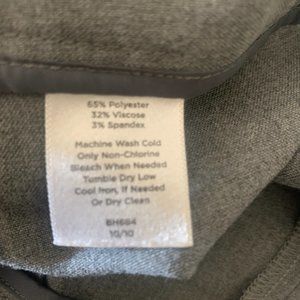 65% Polyester
32% Viscose
3% Spandex
Machine Wash Cold
Only Non-Chlorine
Bleach When Needed
Tumble Dry Low
Cool Iron, If Needed
Or Dry Clean
BH684
10/10